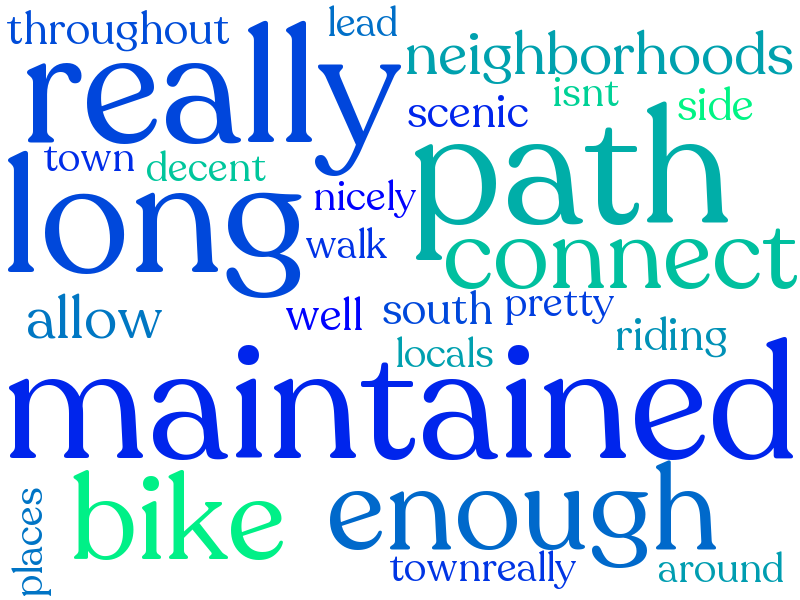 throughout
lead
really
neighborhoods
isnt
scenic
side
town
decent
path
long
nicely
walk
connect
allow
well
south
pretty
riding
locals
maintained
bike
enough
places
townreally
around